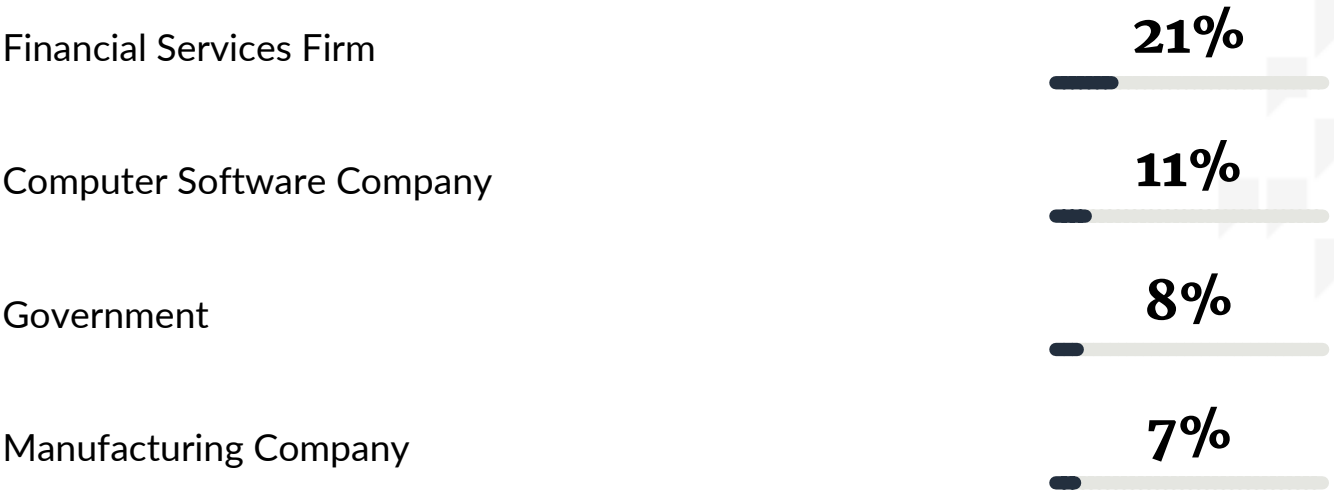 Financial Services Firm 21%
Computer Software Company 11%
Government 8%
Manufacturing Company 7%